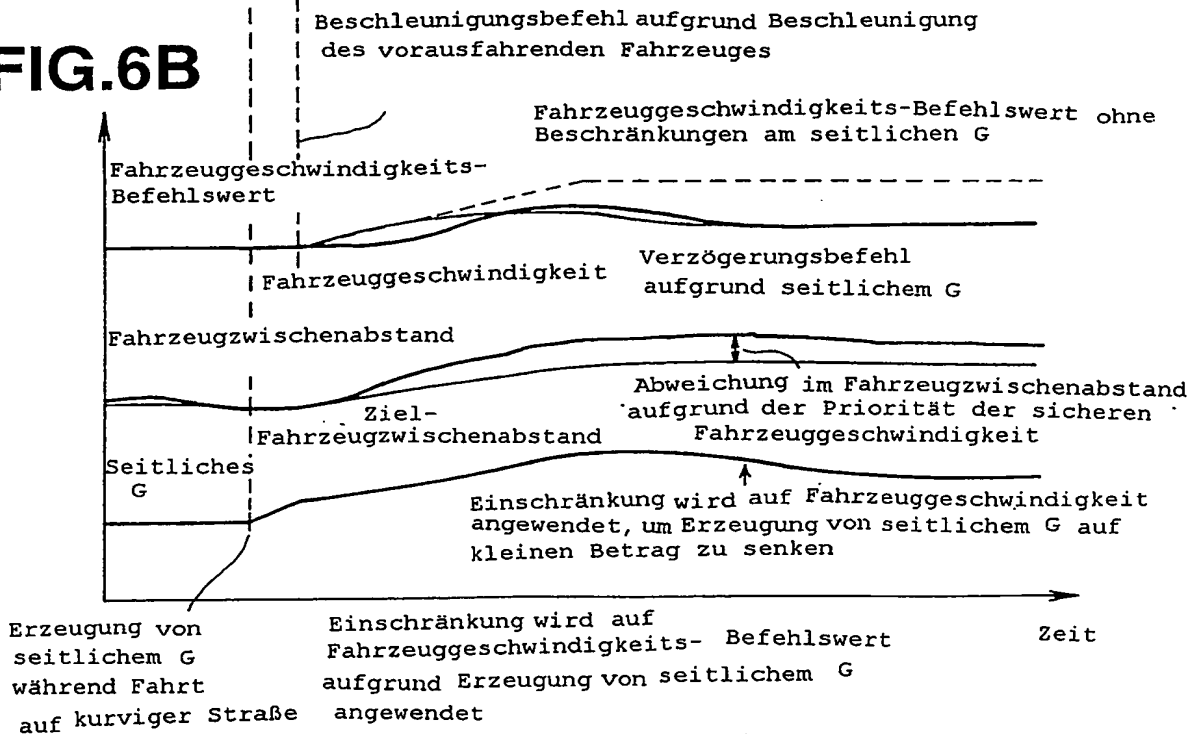 FIG.6B
Beschleunigungsbefehl aufgrund Beschleunigung
des vorausfahrenden Fahrzeuges
Fahrzeuggeschwindigkeits-Befehlswert ohne
Beschränkungen am seitlichen G
Fahrzeuggeschwindigkeits-
Befehlswert
Fahrzeuggeschwindigkeit
Verzögerungsbefehl
aufgrund seitlichem G
Fahrzeugzwischenabstand
Abweichung im Fahrzeugzwischenabstand
aufgrund der Priorität der sicheren
Fahrzeuggeschwindigkeit
Ziel-
Fahrzeugzwischenabstand
Seitliches
G
Einschränkung wird auf Fahrzeuggeschwindigkeit
angewendet, um Erzeugung von seitlichem G auf
kleinen Betrag zu senken
Erzeugung von
seitlichem G
während Fahrt
auf kurviger Straße
Einschränkung wird auf
Fahrzeuggeschwindigkeits- Befehlswert
aufgrund Erzeugung von seitlichem G
angewendet
Zeit